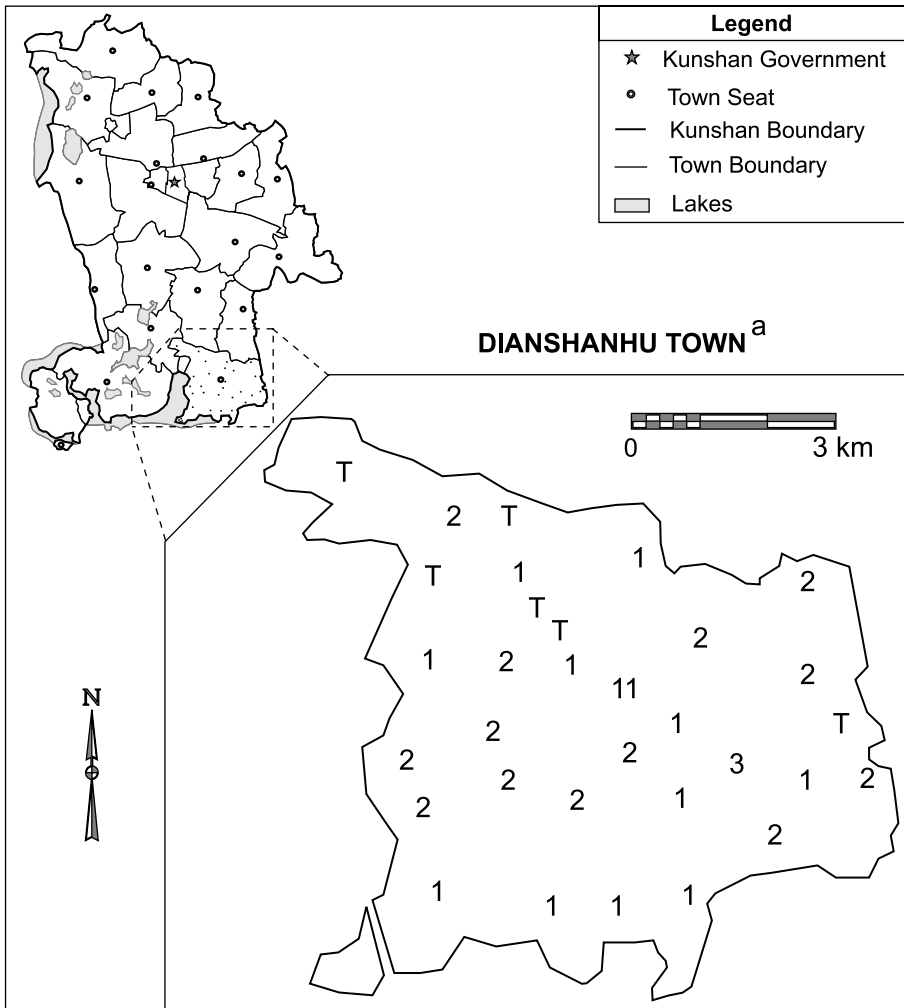 Legend
Kunshan Government
Town Seat
Kunshan Boundary
Town Boundary
Lakes
DIANSHANHU TOWN a
0 3 km
T
2 T
1
T 1 2
T
T 2
1 2 1
2
11
1 T
2
2 2
3
2 2 1 2
2 2 1
2
1 1 1 1
N